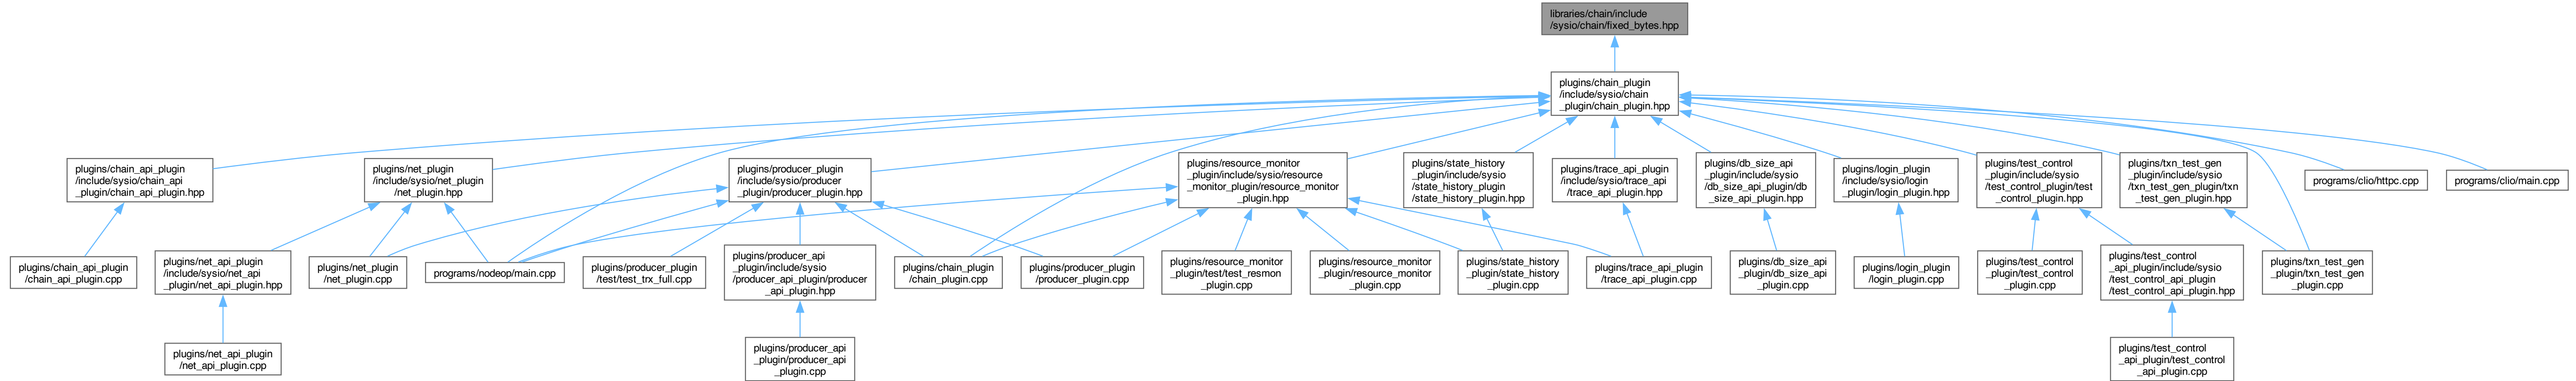 libraries/chain/include
/sysio/chain/fixed_bytes.hpp
plugins/chain_plugin
/include/sysio/chain
_plugin/chain_plugin.hpp
plugins/chain_api_plugin
/include/sysio/chain_api
_plugin/chain_api_plugin.hpp
plugins/net_plugin
/include/sysio/net_plugin
/net_plugin.hpp
plugins/producer_plugin
/include/sysio/producer
_plugin/producer_plugin.hpp
plugins/resource_monitor
_plugin/include/sysio/resource
_monitor_plugin/resource_monitor
_plugin.hpp
plugins/state_history
_plugin/include/sysio
/state_history_plugin
/state_history_plugin.hpp
plugins/trace_api_plugin
/include/sysio/trace_api
/trace_api_plugin.hpp
plugins/db_size_api
_plugin/include/sysio
/db_size_api_plugin/db
_size_api_plugin.hpp
plugins/login_plugin
/include/sysio/login
_plugin/login_plugin.hpp
plugins/test_control
_plugin/include/sysio
/test_control_plugin/test
_control_plugin.hpp
plugins/txn_test_gen
_plugin/include/sysio
/txn_test_gen_plugin/txn
_test_gen_plugin.hpp
programs/clio/httpc.cpp
programs/clio/main.cpp
plugins/chain_api_plugin
/chain_api_plugin.cpp
plugins/net_api_plugin
/include/sysio/net_api
_plugin/net_api_plugin.hpp
plugins/net_plugin
/net_plugin.cpp
programs/nodeop/main.cpp
plugins/producer_plugin
/test/test_trx_full.cpp
plugins/producer_api
_plugin/include/sysio
/producer_api_plugin/producer
_api_plugin.hpp
plugins/chain_plugin
/chain_plugin.cpp
plugins/producer_plugin
/producer_plugin.cpp
plugins/resource_monitor
_plugin/test/test_resmon
_plugin.cpp
plugins/resource_monitor
_plugin/resource_monitor
_plugin.cpp
plugins/state_history
_plugin/state_history
_plugin.cpp
plugins/trace_api_plugin
/trace_api_plugin.cpp
plugins/db_size_api
_plugin/db_size_api
_plugin.cpp
plugins/login_plugin
/login_plugin.cpp
plugins/test_control
_plugin/test_control
_plugin.cpp
plugins/test_control
_api_plugin/include/sysio
/test_control_api_plugin
/test_control_api_plugin.hpp
plugins/txn_test_gen
_plugin/txn_test_gen
_plugin.cpp
plugins/net_api_plugin
/net_api_plugin.cpp
plugins/producer_api
_plugin/producer_api
_plugin.cpp
plugins/test_control
_api_plugin/test_control
_api_plugin.cpp